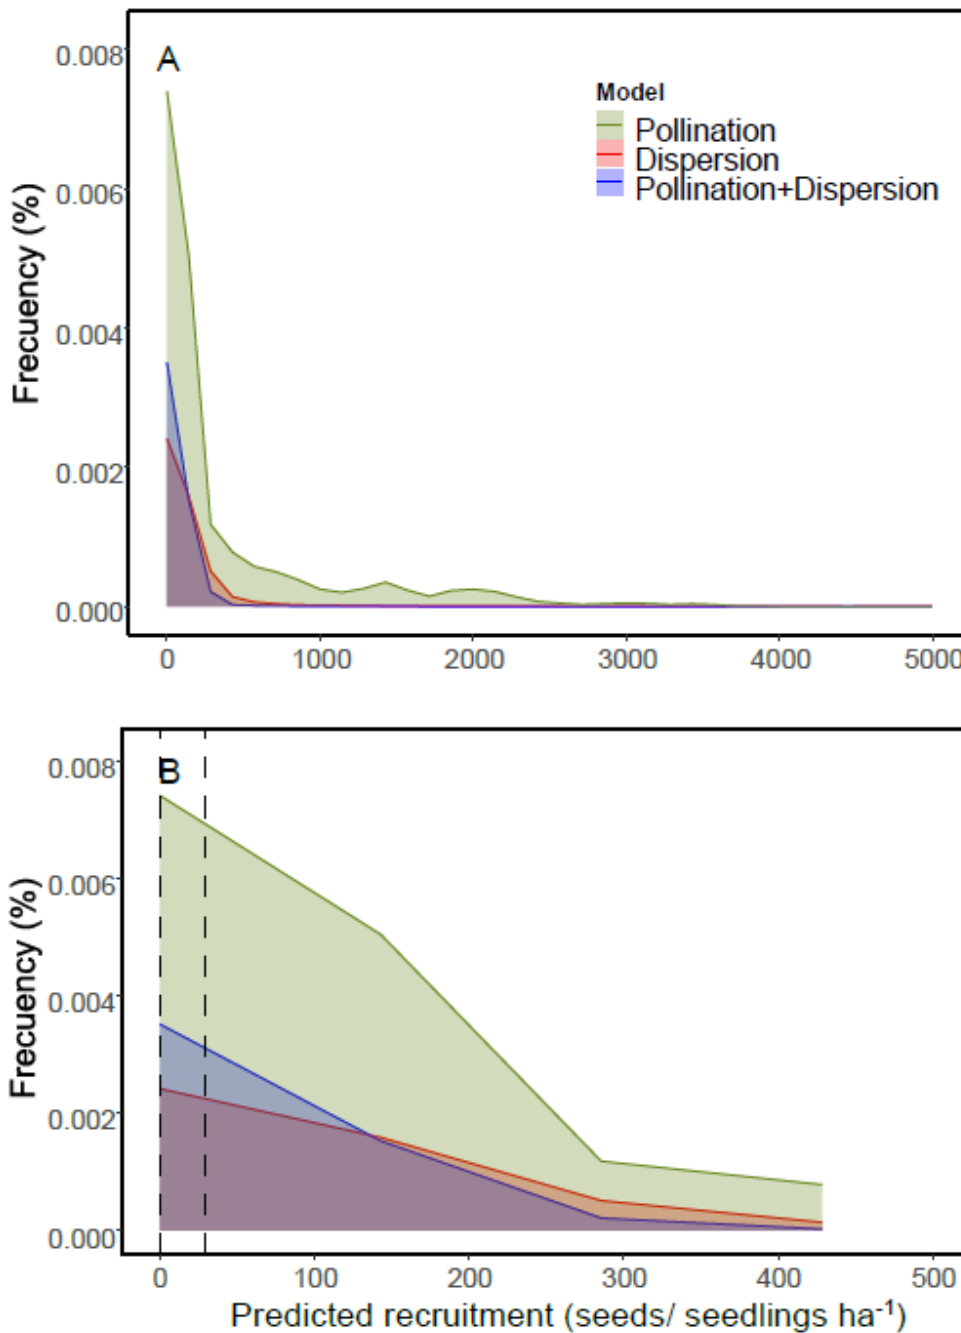 A
0.008
0.006
0.004
0.002
0.000
Frecuency (%)
Model
Pollination
Dispersion
Pollination+Dispersion
0 1000 2000 3000 4000 5000
B
0.008
0.006
0.004
0.002
0.000
Frecuency (%)
0 100 200 300 400 500
Predicted recruitment (seeds/ seedlings ha⁻¹)